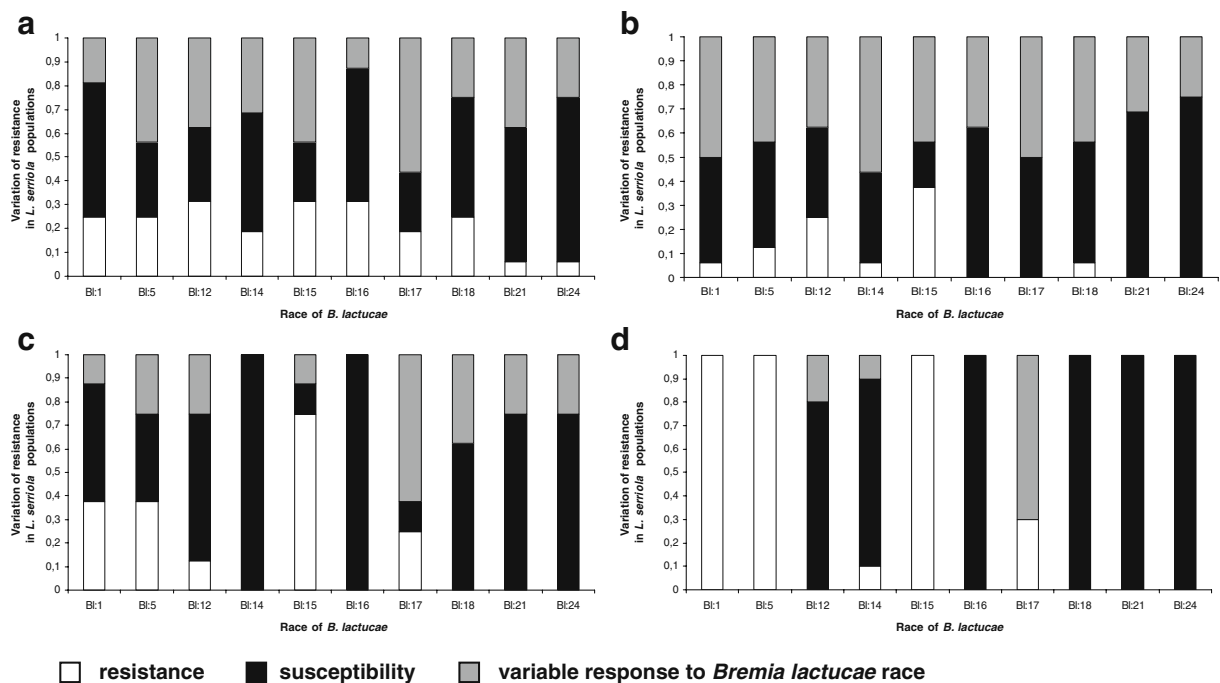 a
Variation of resistance
in L. serriola populations
1
0,9
0,8
0,7
0,6
0,5
0,4
0,3
0,2
0,1
0
Bl:1 Bl:5 Bl:12 Bl:14 Bl:15 Bl:16 Bl:17 Bl:18 Bl:21 Bl:24
Race of B. lactucae
b
Variation of resistance
in L. serriola populations
1
0,9
0,8
0,7
0,6
0,5
0,4
0,3
0,2
0,1
0
Bl:1 Bl:5 Bl:12 Bl:14 Bl:15 Bl:16 Bl:17 Bl:18 Bl:21 Bl:24
Race of B. lactucae
c
Variation of resistance
in L. serriola populations
1
0,9
0,8
0,7
0,6
0,5
0,4
0,3
0,2
0,1
0
Bl:1 Bl:5 Bl:12 Bl:14 Bl:15 Bl:16 Bl:17 Bl:18 Bl:21 Bl:24
Race of B. lactucae
d
Variation of resistance
in L. serriola populations
1
0,9
0,8
0,7
0,6
0,5
0,4
0,3
0,2
0,1
0
Bl:1 Bl:5 Bl:12 Bl:14 Bl:15 Bl:16 Bl:17 Bl:18 Bl:21 Bl:24
Race of B. lactucae
resistance susceptibility variable response to Bremia lactucae race